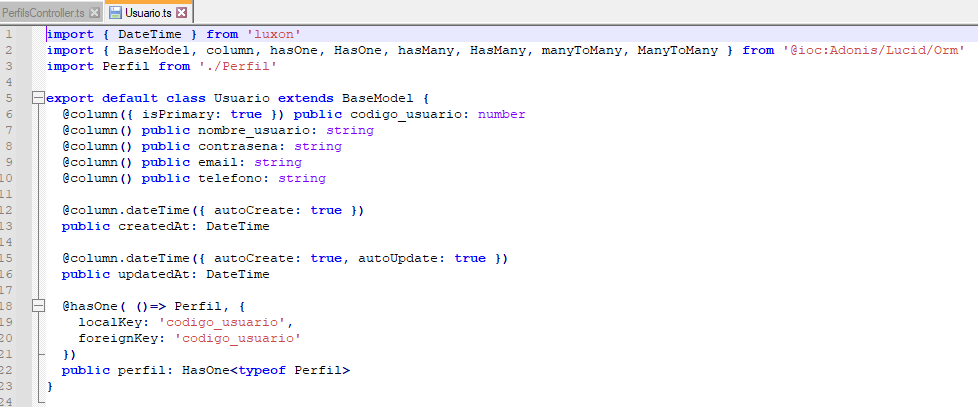 PerfilsController.ts Usuario.ts
1 import { DateTime } from 'luxon'
2 import { BaseModel, column, hasOne, HasOne, hasMany, HasMany, manyToMany, ManyToMany } from '@ioc:Adonis/Lucid/Orm'
3 import Perfil from './Perfil'
4
5 export default class Usuario extends BaseModel {
6 @column({ isPrimary: true }) public codigo_usuario: number
7 @column() public nombre_usuario: string
8 @column() public contrasena: string
9 @column() public email: string
10 @column() public telefono: string
11
12 @column.dateTime({ autoCreate: true })
13 public createdAt: DateTime
14
15 @column.dateTime({ autoCreate: true, autoUpdate: true })
16 public updatedAt: DateTime
17
18 @hasOne( ()=> Perfil, {
19 localKey: 'codigo_usuario',
20 foreignKey: 'codigo_usuario'
21 })
22 public perfil: HasOne<typeof Perfil>
23 }
24